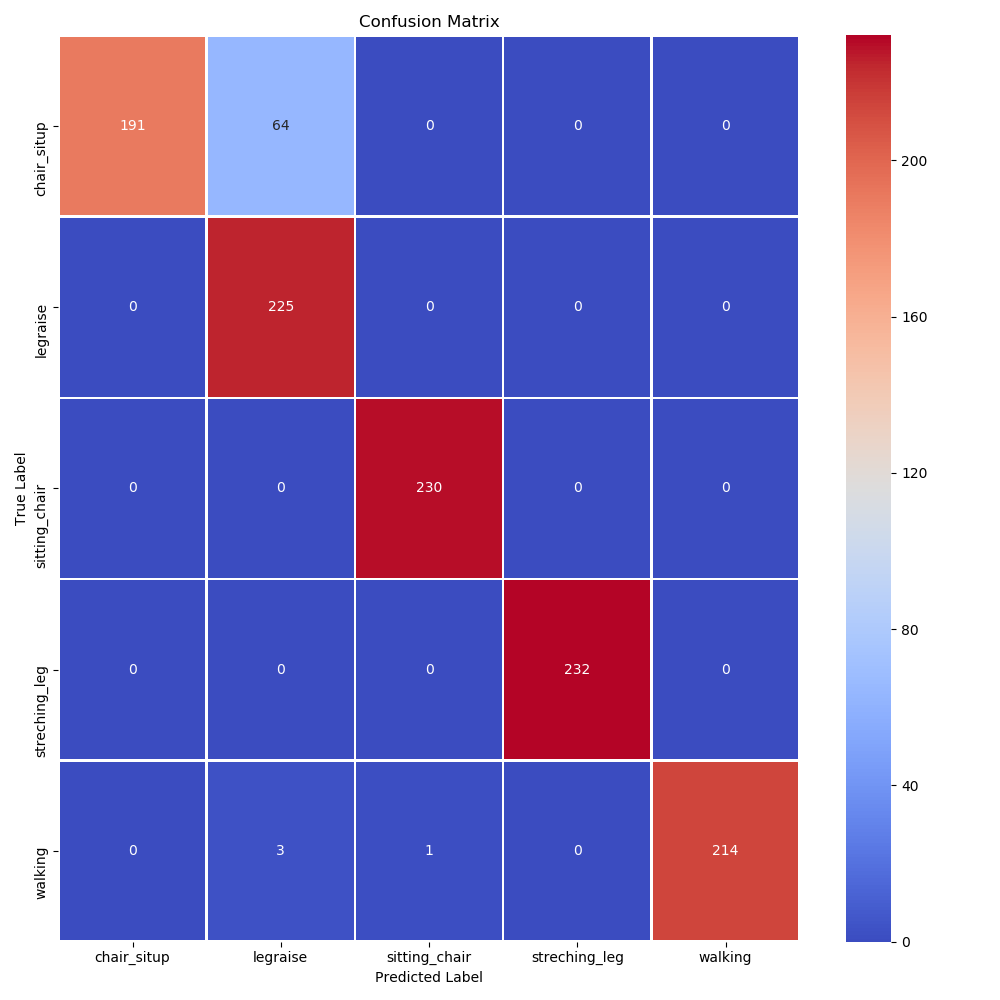 Confusion Matrix
True Label
chair_situp
191 64 0 0 0
legraise
0 225 0 0 0
sitting_chair
0 0 230 0 0
streching_leg
0 0 0 232 0
walking
0 3 1 0 214
chair_situp legraise sitting_chair streching_leg walking
Predicted Label
200
160
120
80
40
0